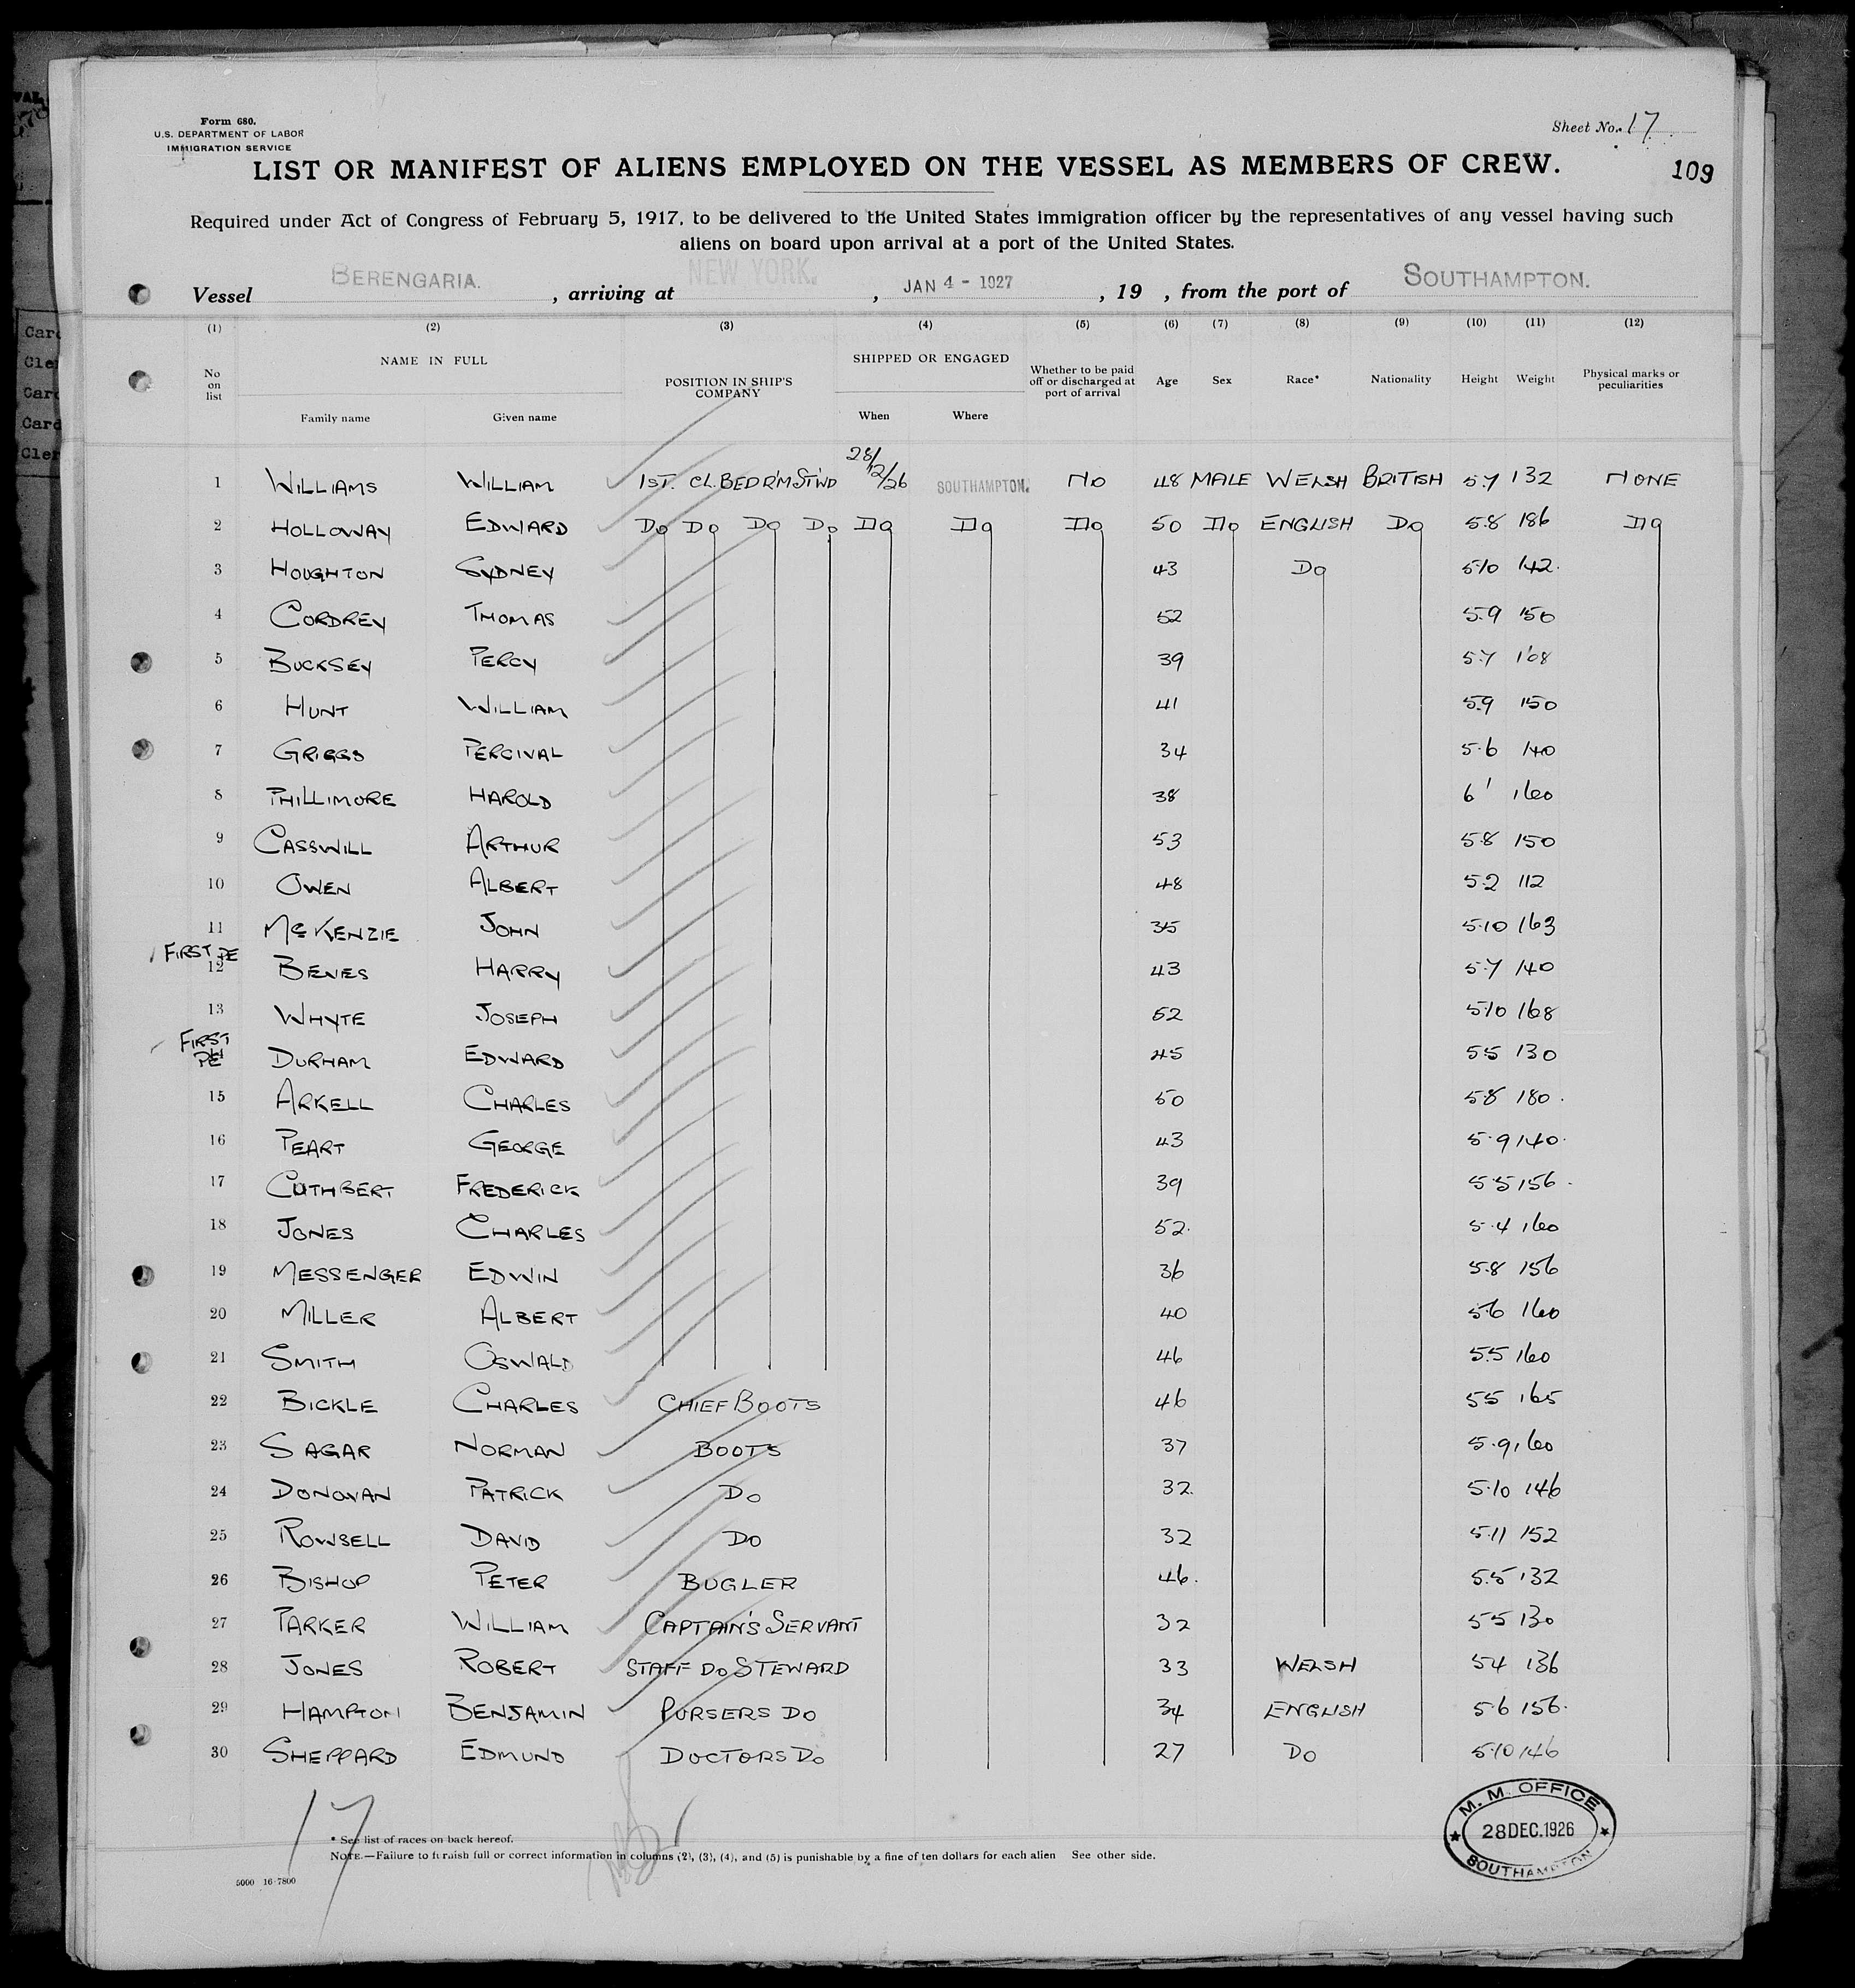 Form 680.
U.S. DEPARTMENT OF LABOR
IMMIGRATION SERVICE
Sheet No. 17
LIST OR MANIFEST OF ALIENS EMPLOYED ON THE VESSEL AS MEMBERS OF CREW.
109
Required under Act of Congress of February 5, 1917, to be delivered to the United States immigration officer by the representatives of any vessel having such
aliens on board upon arrival at a port of the United States.
Vessel BERENGARIA. , arriving at NEW YORK. , JAN 4 - 1927 , 19 , from the port of SOUTHAMPTON.
(1) (2) (3) (4) (5) (6) (7) (8) (9) (10) (11) (12)
No on list NAME IN FULL POSITION IN SHIP'S COMPANY SHIPPED OR ENGAGED Whether to be paid off or discharged at port of arrival Age Sex Race* Nationality Height Weight Physical marks or peculiarities
Family name Given name When Where
1 WILLIAMS WILLIAM 1ST. CL. BED R'M ST'WD 28/12/26 SOUTHAMPTON. NO 48 MALE WELSH BRITISH 5.7 132 NONE
2 HOLLOWAY EDWARD DO DO DO DO DO DO DO 50 DO ENGLISH DO 5.8 186 DO
3 HOUGHTON SYDNEY 43 DO 5.10 142.
4 CORDREY THOMAS 52 5.9 150
5 BUCKSEY PERCY 39 5.7 168
6 HUNT WILLIAM 41 5.9 150
7 GRIGGS PERCIVAL 34 5.6 140
8 PHILLIMORE HAROLD 38 6' 160
9 CASSWILL ARTHUR 53 5.8 150
10 OWEN ALBERT 48 5.2 112
11 McKENZIE JOHN 35 5.10 163
FIRST PE
12 BEVES HARRY 43 5.7 140
13 WHYTE JOSEPH 52 5.10 168
FIRST PE
14 DURHAM EDWARD 45 5.5 130
15 ARKELL CHARLES 50 5.8 180.
16 PEART GEORGE 43 5.9 140.
17 CUTHBERT FREDERICK 39 5.5 156.
18 JONES CHARLES 52. 5.4 160
19 MESSENGER EDWIN 36 5.8 156
20 MILLER ALBERT 40 5.6 160
21 SMITH OSWALD 46 5.5 160
22 BICKLE CHARLES CHIEF BOOTS 46 5.5 165
23 SAGAR NORMAN BOOTS 37 5.9 160
24 DONOVAN PATRICK DO 32. 5.10 146
25 ROWSELL DAVID DO 32 5.11 152
26 BISHOP PETER BUGLER 46. 5.5 132
27 PARKER WILLIAM CAPTAIN'S SERVANT 32 5.5 130
28 JONES ROBERT STAFF DO STEWARD 33 WELSH 5.4 136
29 HAMPTON BENJAMIN PURSERS DO 34 ENGLISH 5.6 156.
30 SHEPPARD EDMUND DOCTORS DO 27 DO 5.10 146
17
* See list of races on back hereof.
NOTE.—Failure to furnish full or correct information in columns (2), (3), (4), and (5) is punishable by a fine of ten dollars for each alien See other side.
5000 16-7800
M. M. OFFICE
28 DEC. 1926
SOUTHAMPTON